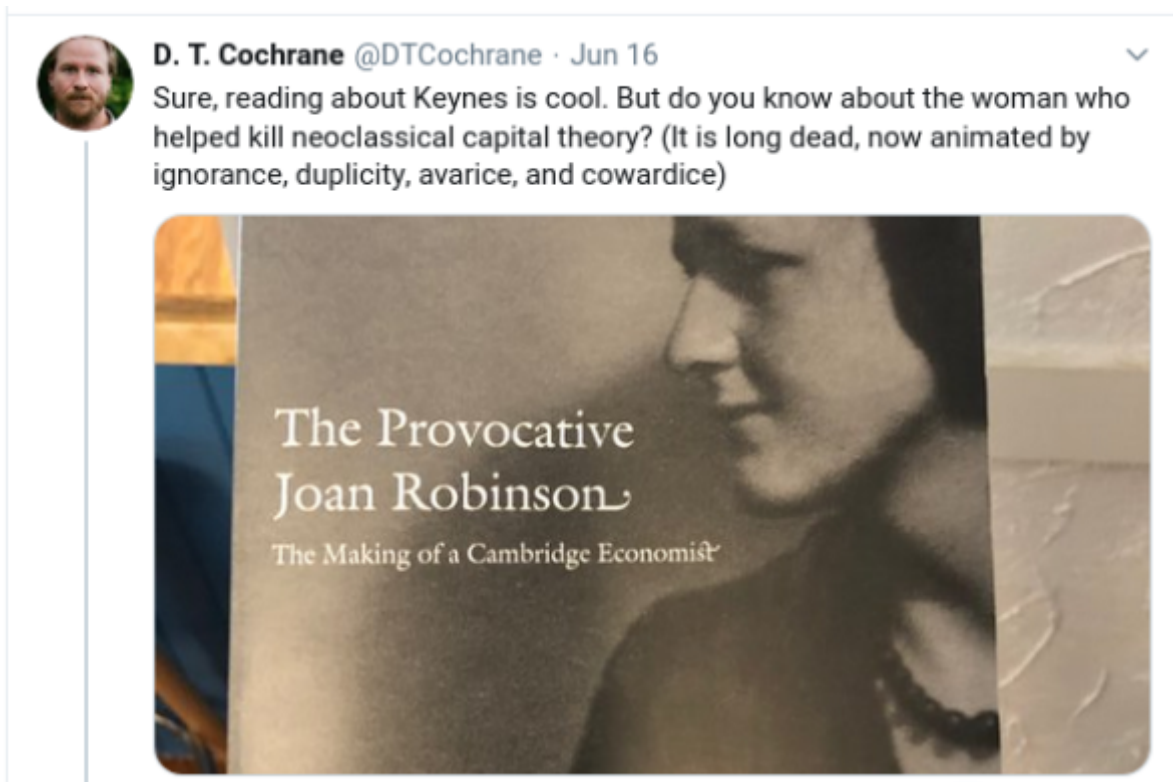 D. T. Cochrane @DTCochrane · Jun 16
Sure, reading about Keynes is cool. But do you know about the woman who
helped kill neoclassical capital theory? (It is long dead, now animated by
ignorance, duplicity, avarice, and cowardice)
The Provocative
Joan Robinson
The Making of a Cambridge Economist